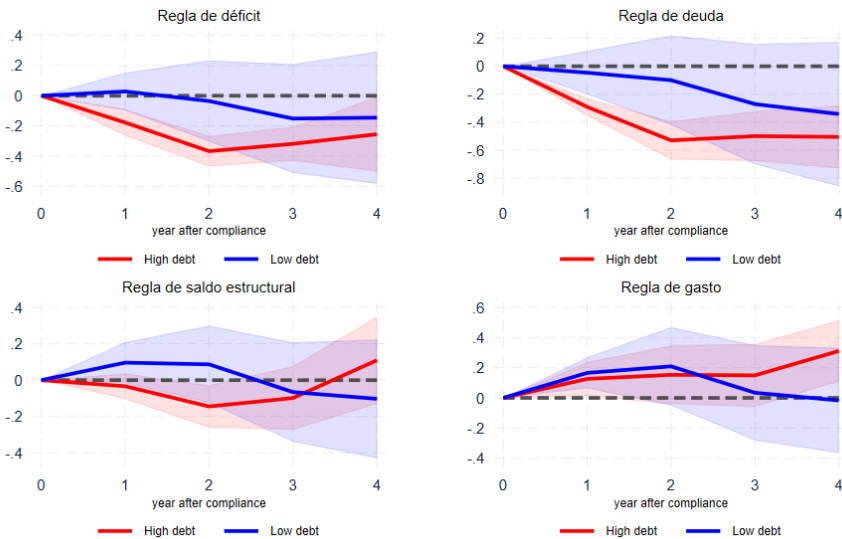 Regla de déficit
.4
.2
0
-.2
-.4
-.6
0 1 2 3 4
year after compliance
High debt Low debt
Regla de deuda
.2
0
-.2
-.4
-.6
-.8
0 1 2 3 4
year after compliance
High debt Low debt
Regla de saldo estructural
.4
.2
0
-.2
-.4
0 1 2 3 4
year after compliance
High debt Low debt
Regla de gasto
.6
.4
.2
0
-.2
-.4
0 1 2 3 4
year after compliance
High debt Low debt